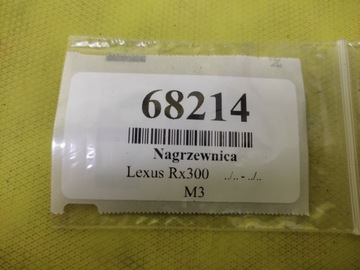 68214
Nagrzewnica
Lexus Rx300 ../..-../..
M3